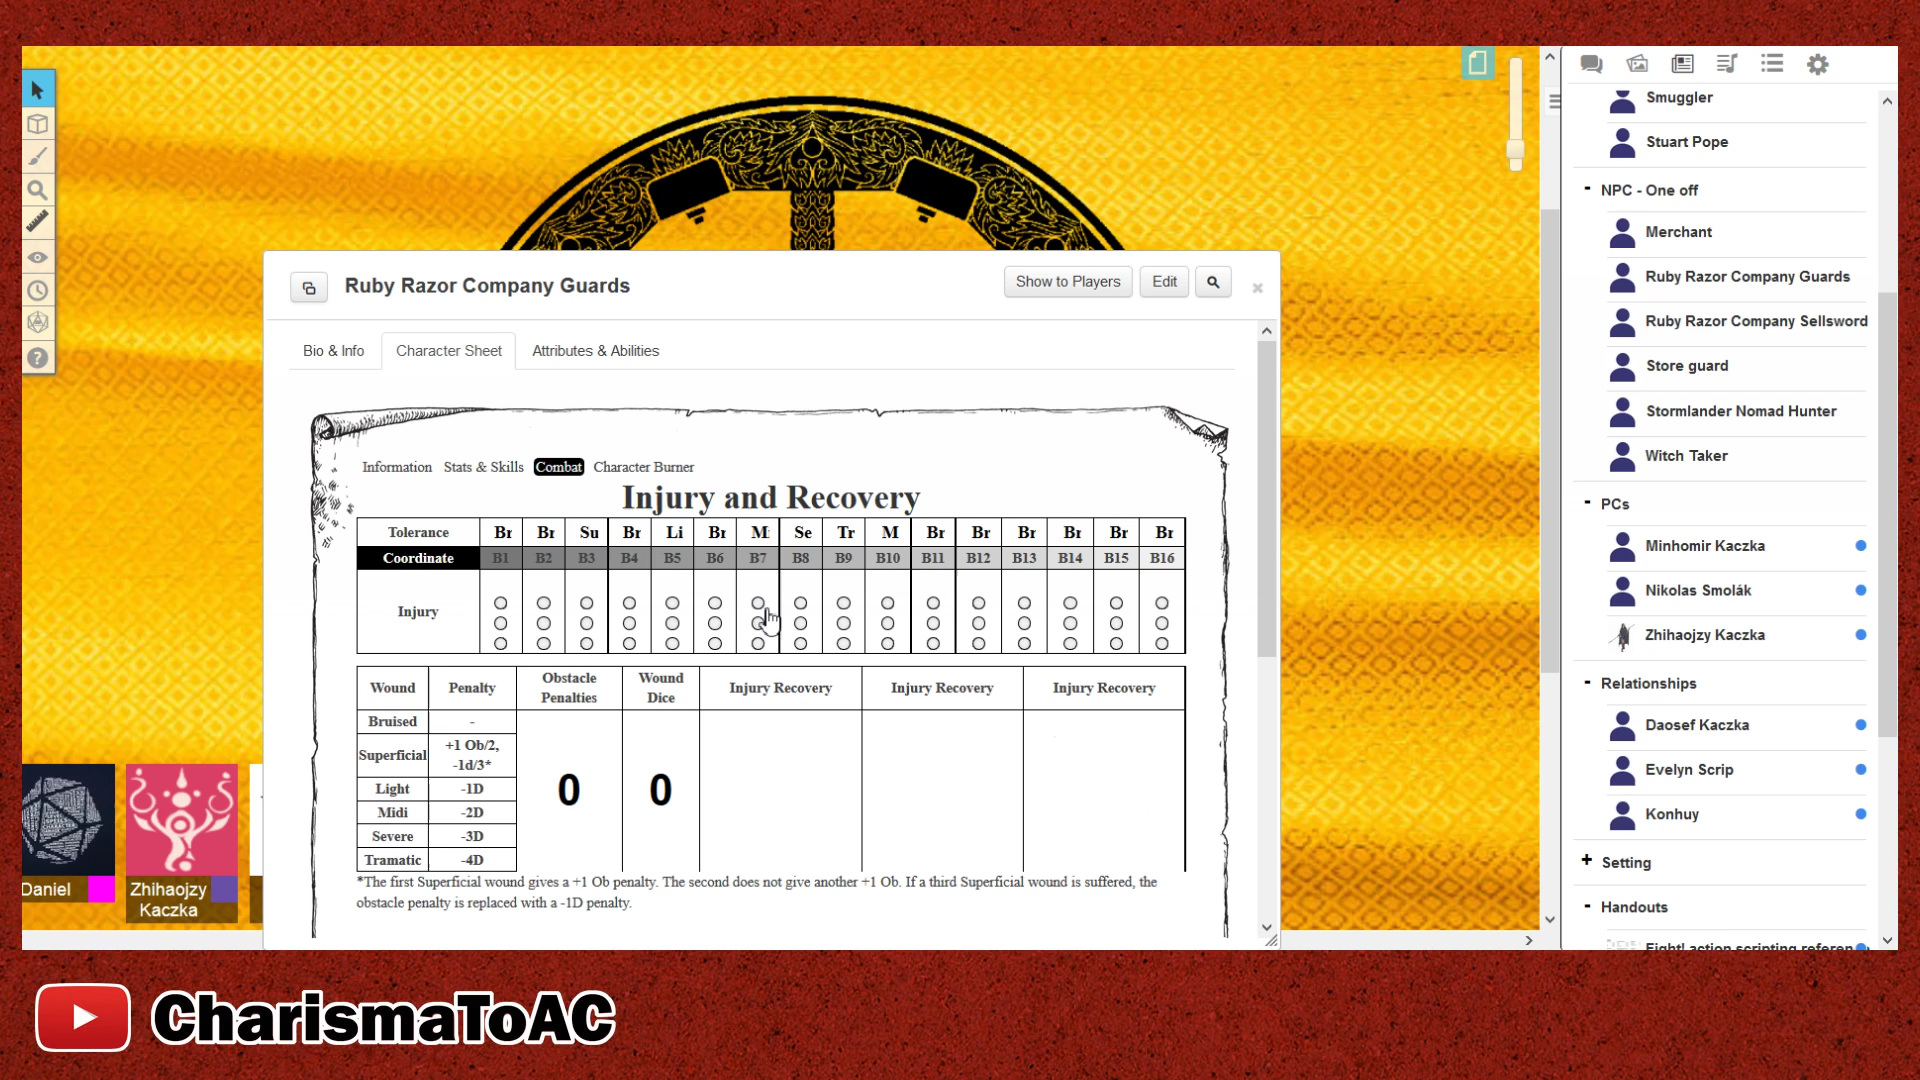 Ruby Razor Company Guards
Show to Players
Edit
Bio & Info
Character Sheet
Attributes & Abilities
Information Stats & Skills Combat Character Burner
Injury and Recovery
Tolerance Br Br Su Br Li Br M Se Tr M Br Br Br Br Br Br
Coordinate B1 B2 B3 B4 B5 B6 B7 B8 B9 B10 B11 B12 B13 B14 B15 B16
Injury
Wound Penalty Obstacle Penalties Wound Dice Injury Recovery Injury Recovery Injury Recovery
Bruised -
Superficial +1 Ob/2, -1d/3*
Light -1D
Midi -2D
Severe -3D
Tramatic -4D
0 0
*The first Superficial wound gives a +1 Ob penalty. The second does not give another +1 Ob. If a third Superficial wound is suffered, the
obstacle penalty is replaced with a -1D penalty.
Daniel
Zhihaojzy
Kaczka
Smuggler
Stuart Pope
- NPC - One off
Merchant
Ruby Razor Company Guards
Ruby Razor Company Sellsword
Store guard
Stormlander Nomad Hunter
Witch Taker
- PCs
Minhomir Kaczka
Nikolas Smolák
Zhihaojzy Kaczka
- Relationships
Daosef Kaczka
Evelyn Scrip
Konhuy
+ Setting
- Handouts
Fight! action scripting referen
CharismaToAC